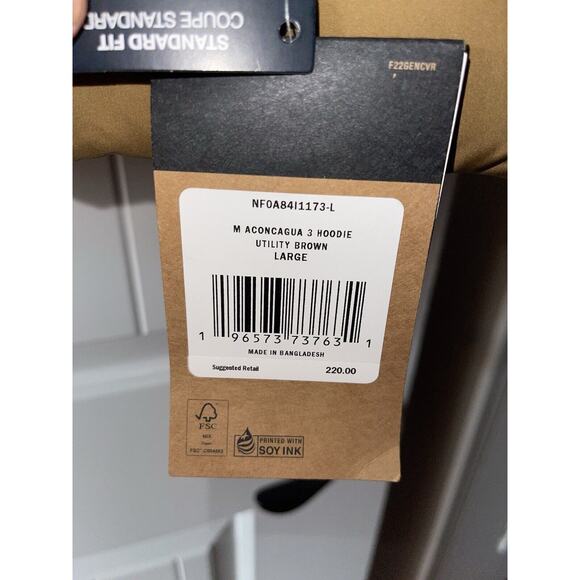 STANDARD FIT
COUPE STANDARD
F22GENCVR
NF0A84I1173-L
M ACONCAGUA 3 HOODIE
UTILITY BROWN
LARGE
1 96573 73763 1
MADE IN BANGLADESH
Suggested Retail 220.00
FSC
MIX
Paper
PRINTED WITH
SOY INK